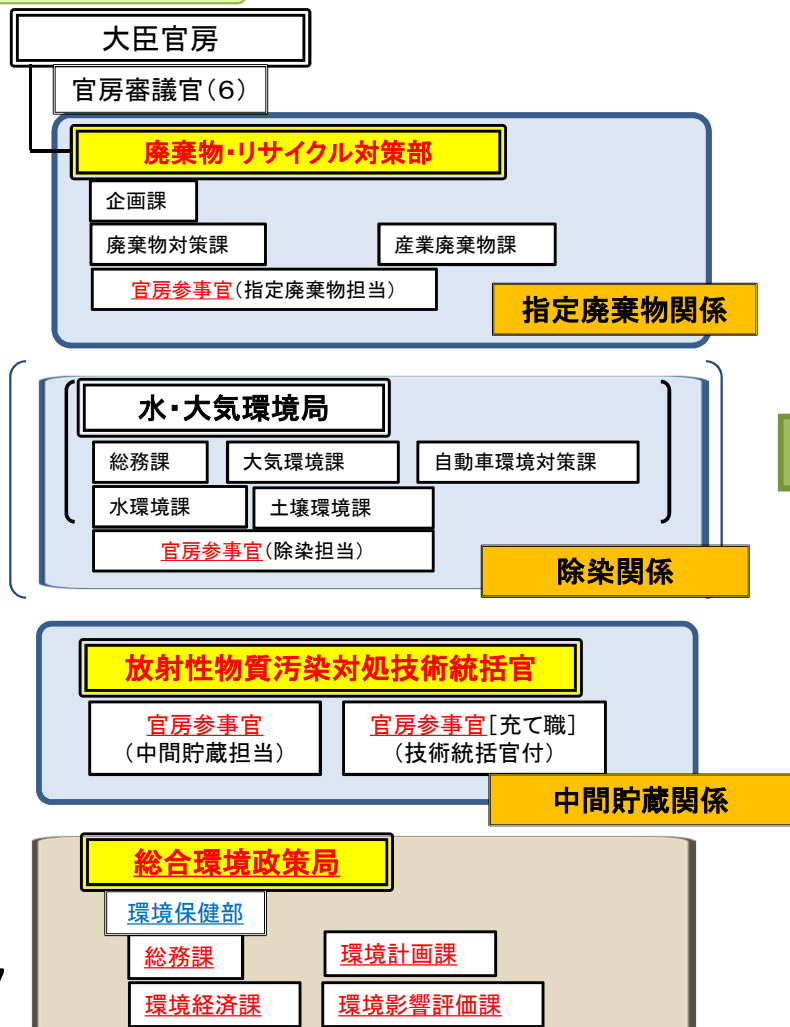 大臣官房
官房審議官(6)
廃棄物・リサイクル対策部
企画課
廃棄物対策課
産業廃棄物課
官房参事官(指定廃棄物担当)
指定廃棄物関係
水・大気環境局
総務課
大気環境課
自動車環境対策課
水環境課
土壌環境課
官房参事官(除染担当)
除染関係
放射性物質汚染対処技術統括官
官房参事官
(中間貯蔵担当)
官房参事官[充て職]
(技術統括官付)
中間貯蔵関係
総合環境政策局
環境保健部
総務課
環境計画課
環境経済課
環境影響評価課